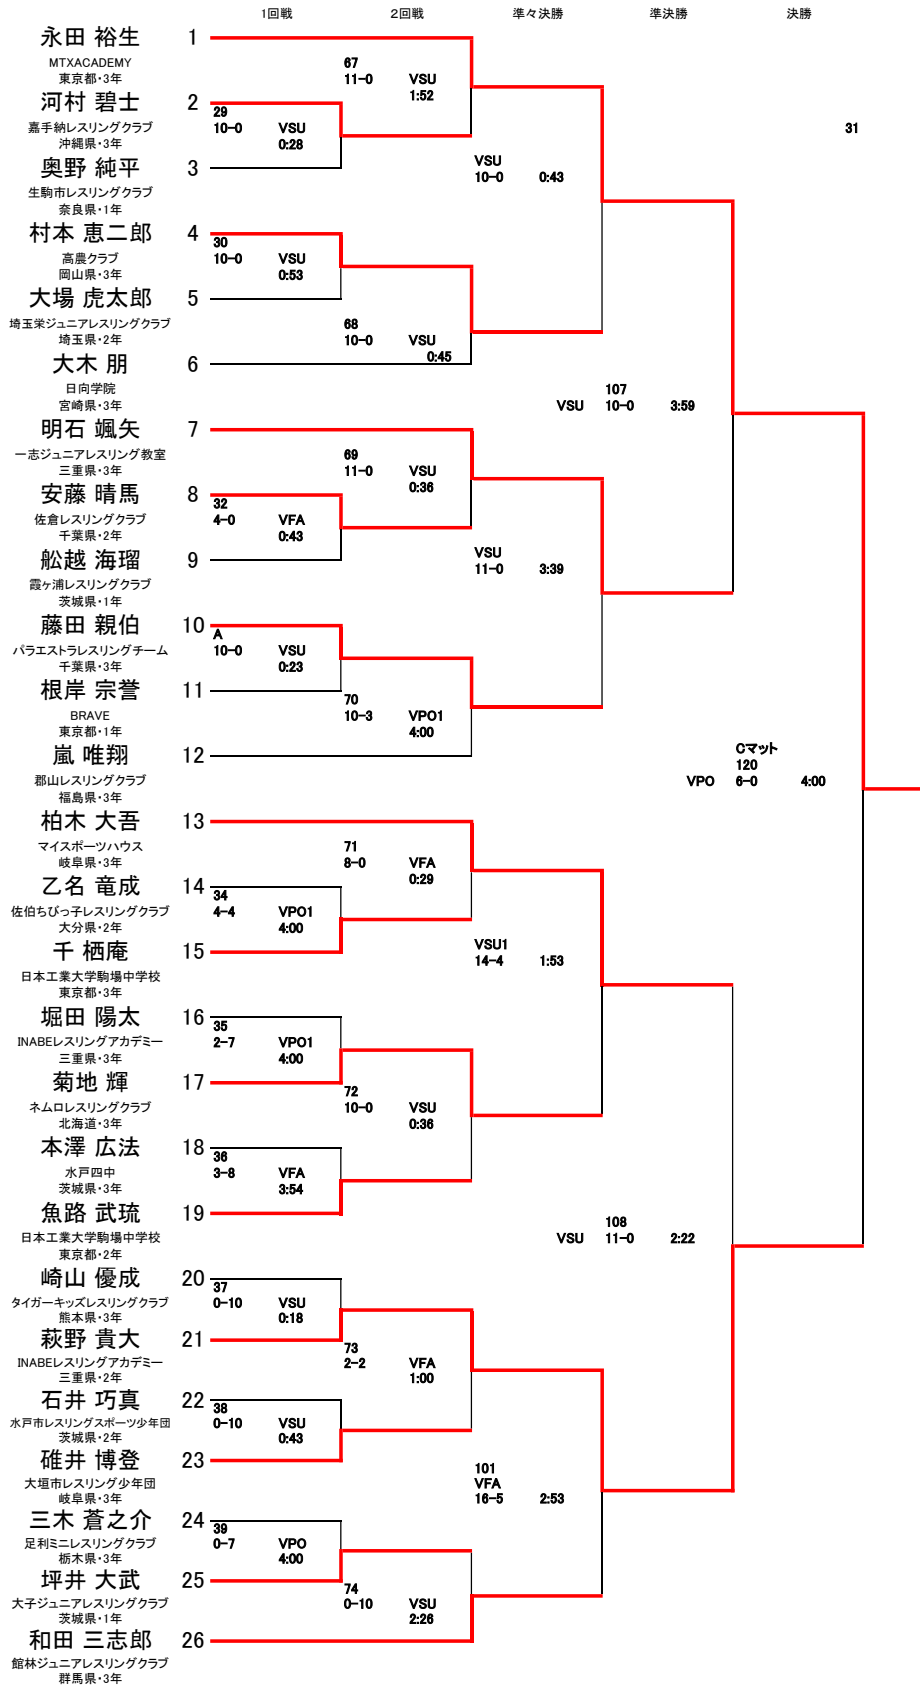 1回戦
2回戦
準々決勝
準決勝
決勝
永田 裕生 1
MTXACADEMY
東京都・3年
67
11-0 VSU
1:52
河村 碧士 2
嘉手納レスリングクラブ
沖縄県・3年
29
10-0 VSU
0:28
31
奥野 純平 3
生駒市レスリングクラブ
奈良県・1年
VSU
10-0 0:43
村本 恵二郎 4
高農クラブ
岡山県・3年
30
10-0 VSU
0:53
大場 虎太郎 5
埼玉栄ジュニアレスリングクラブ
埼玉県・2年
68
10-0 VSU
0:45
大木 朋 6
日向学院
宮崎県・3年
107
VSU 10-0 3:59
明石 颯矢 7
一志ジュニアレスリング教室
三重県・3年
69
11-0 VSU
0:36
安藤 晴馬 8
佐倉レスリングクラブ
千葉県・2年
32
4-0 VFA
0:43
舩越 海瑠 9
霞ヶ浦レスリングクラブ
茨城県・1年
VSU
11-0 3:39
藤田 親伯 10
パラエストラレスリングチーム
千葉県・3年
A
10-0 VSU
0:23
根岸 宗誉 11
BRAVE
東京都・1年
70
10-3 VPO1
4:00
嵐 唯翔 12
郡山レスリングクラブ
福島県・3年
Cマット
120
VPO 6-0 4:00
柏木 大吾 13
マイスポーツハウス
岐阜県・3年
71
8-0 VFA
0:29
乙名 竜成 14
佐伯ちびっ子レスリングクラブ
大分県・2年
34
4-4 VPO1
4:00
千 栖庵 15
日本工業大学駒場中学校
東京都・3年
VSU1
14-4 1:53
堀田 陽太 16
INABEレスリングアカデミー
三重県・3年
35
2-7 VPO1
4:00
菊地 輝 17
ネムロレスリングクラブ
北海道・3年
72
10-0 VSU
0:36
本澤 広法 18
水戸四中
茨城県・3年
36
3-8 VFA
3:54
魚路 武琉 19
日本工業大学駒場中学校
東京都・2年
108
VSU 11-0 2:22
崎山 優成 20
タイガーキッズレスリングクラブ
熊本県・3年
37
0-10 VSU
0:18
萩野 貴大 21
INABEレスリングアカデミー
三重県・2年
73
2-2 VFA
1:00
石井 巧真 22
水戸市レスリングスポーツ少年団
茨城県・2年
38
0-10 VSU
0:43
碓井 博登 23
大垣市レスリング少年団
岐阜県・3年
101
VFA
16-5 2:53
三木 蒼之介 24
足利ミニレスリングクラブ
栃木県・3年
39
0-7 VPO
4:00
坪井 大武 25
大子ジュニアレスリングクラブ
茨城県・1年
74
0-10 VSU
2:26
和田 三志郎 26
館林ジュニアレスリングクラブ
群馬県・3年